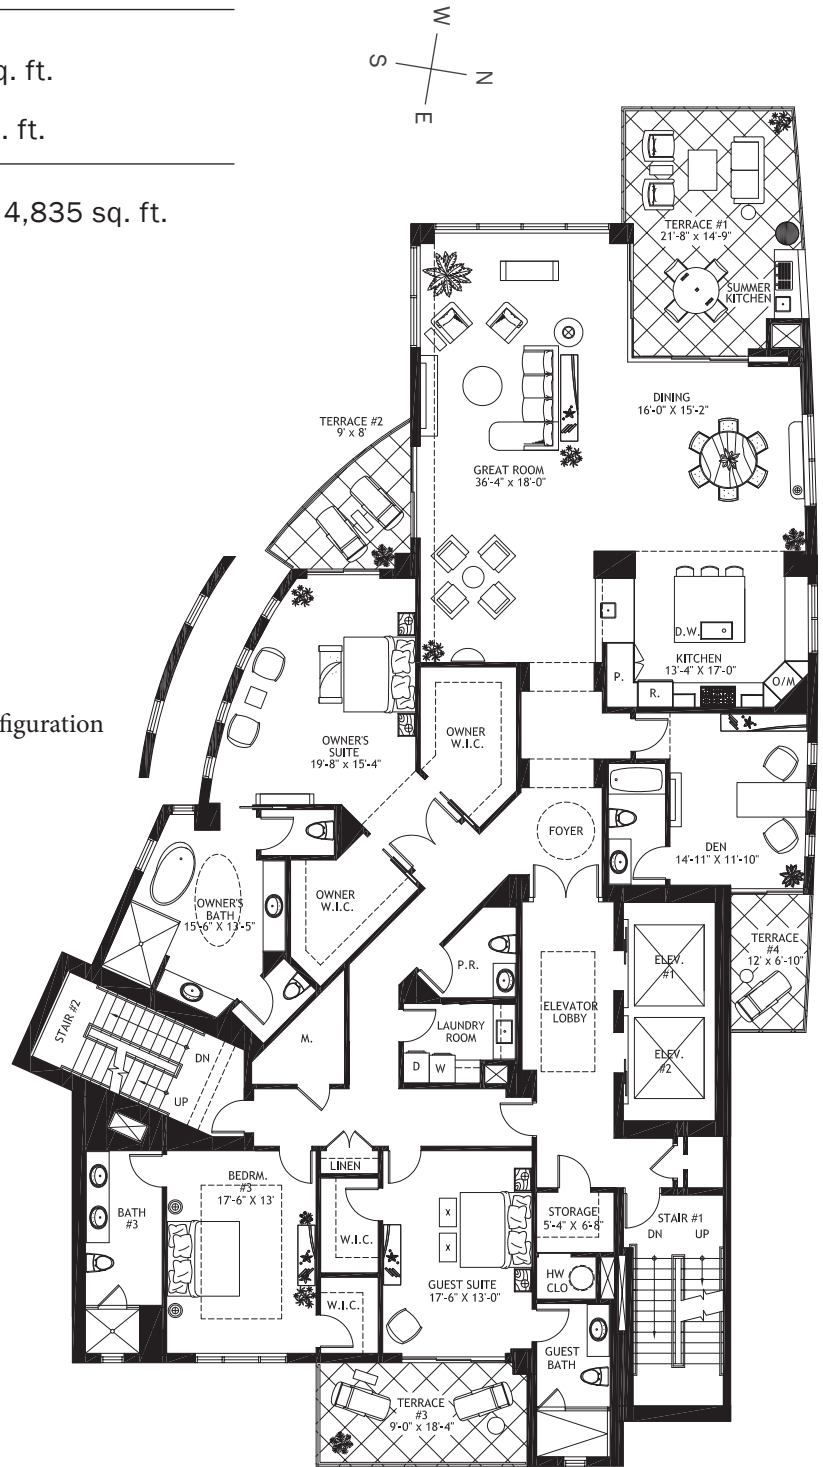 W
S
N
E
q. ft.
. ft.
4,835 sq. ft.
TERRACE #1
21'-8" x 14'-9"
SUMMER
KITCHEN
DINING
16'-0" X 15'-2"
TERRACE #2
9' x 8'
GREAT ROOM
36'-4" x 18'-0"
D.W.
KITCHEN
13'-4" X 17'-0"
P.
R.
O/M
figuration
OWNER
W.I.C.
OWNER'S
SUITE
19'-8" x 15'-4"
FOYER
DEN
14'-11" X 11'-10"
OWNER'S
BATH
15'-6" X 13'-5"
OWNER
W.I.C.
P.R.
TERRACE
#4
12' x 6'-10"
ELEV.
#1
ELEVATOR
LOBBY
STAIR #2
DN
UP
M.
LAUNDRY
ROOM
D
W
ELEV.
#2
LINEN
BEDRM.
#3
17'-6" X 13'
BATH
#3
W.I.C.
X
X
STORAGE
5'-4" X 6'-8"
STAIR #1
DN
UP
HW
CLO
GUEST SUITE
17'-6" X 13'-0"
W.I.C.
GUEST
BATH
TERRACE
#3
9'-0" x 18'-4"